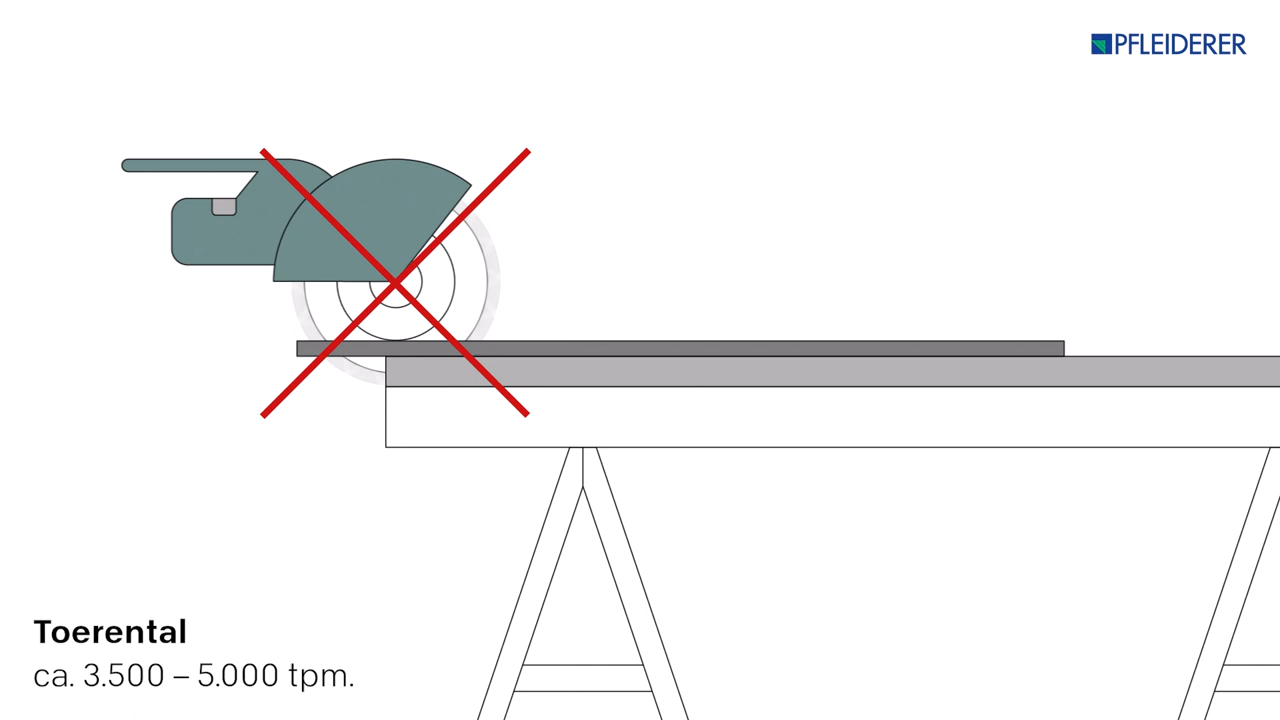 PFLEIDERER
Toerental
ca. 3.500 – 5.000 tpm.